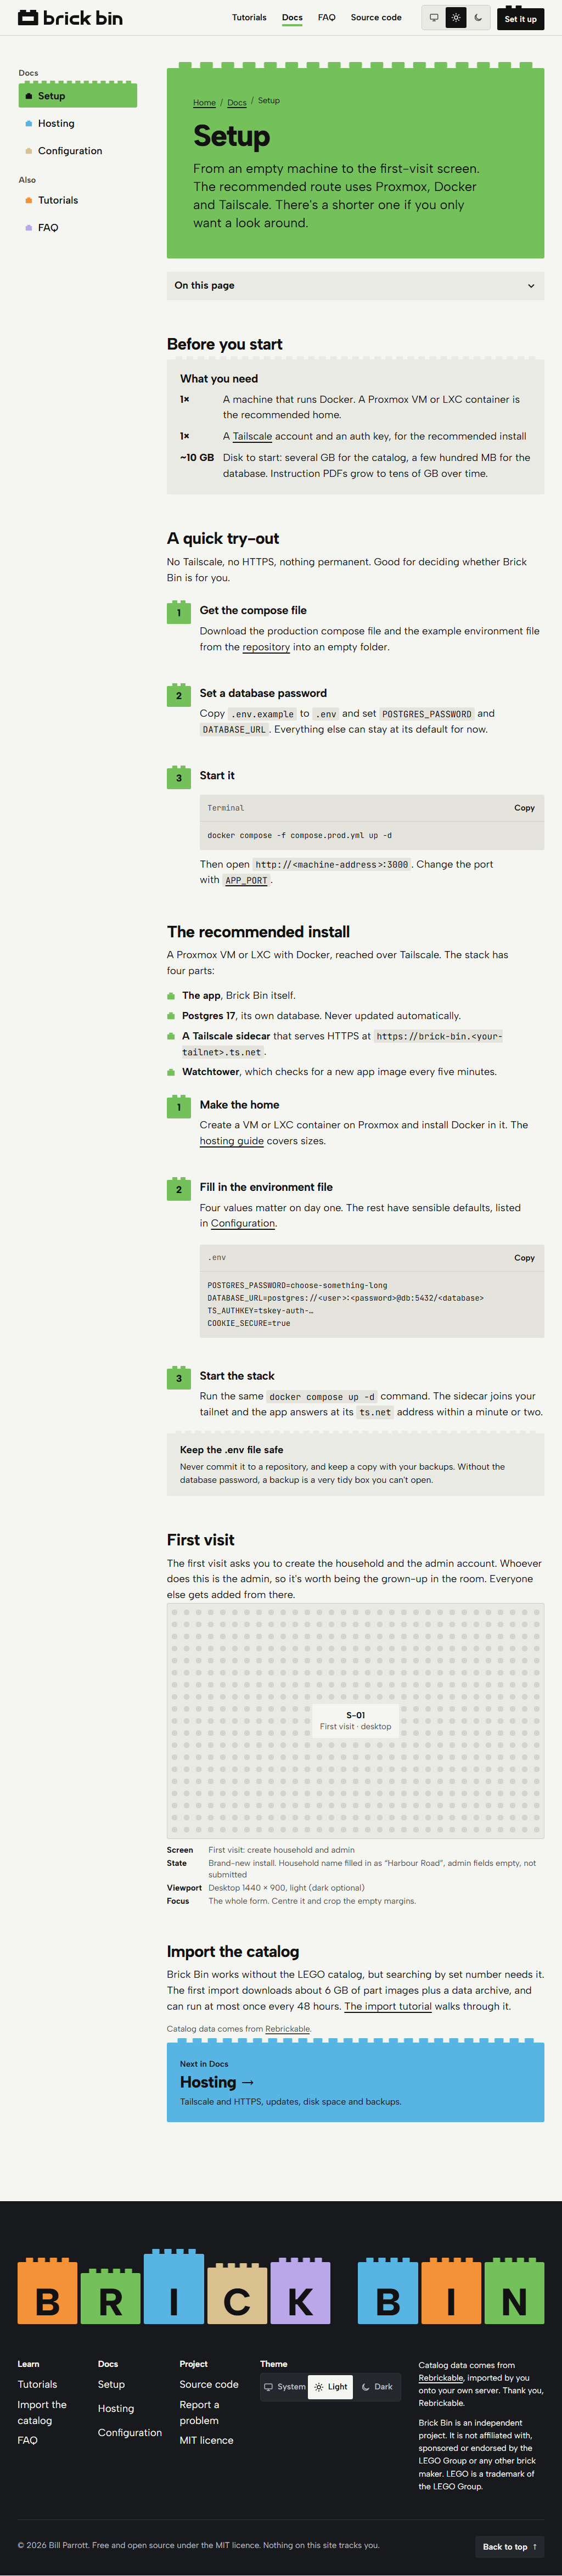 brick bin
Tutorials
Docs
FAQ
Source code
Set it up
Docs
Setup
Hosting
Configuration
Also
Tutorials
FAQ
Home / Docs / Setup
Setup
From an empty machine to the first-visit screen.
The recommended route uses Proxmox, Docker
and Tailscale. There's a shorter one if you only
want a look around.
On this page
Before you start
What you need
1× A machine that runs Docker. A Proxmox VM or LXC container is
the recommended home.
1× A Tailscale account and an auth key, for the recommended install
~10 GB Disk to start: several GB for the catalog, a few hundred MB for the
database. Instruction PDFs grow to tens of GB over time.
A quick try-out
No Tailscale, no HTTPS, nothing permanent. Good for deciding whether Brick
Bin is for you.
1 Get the compose file
Download the production compose file and the example environment file
from the repository into an empty folder.
2 Set a database password
Copy .env.example to .env and set POSTGRES_PASSWORD and
DATABASE_URL. Everything else can stay at its default for now.
3 Start it
Terminal Copy
docker compose -f compose.prod.yml up -d
Then open http://<machine-address>:3000. Change the port
with APP_PORT.
The recommended install
A Proxmox VM or LXC with Docker, reached over Tailscale. The stack has
four parts:
The app, Brick Bin itself.
Postgres 17, its own database. Never updated automatically.
A Tailscale sidecar that serves HTTPS at https://brick-bin.<your-
tailnet>.ts.net.
Watchtower, which checks for a new app image every five minutes.
1 Make the home
Create a VM or LXC container on Proxmox and install Docker in it. The
hosting guide covers sizes.
2 Fill in the environment file
Four values matter on day one. The rest have sensible defaults, listed
in Configuration.
.env Copy
POSTGRES_PASSWORD=choose-something-long
DATABASE_URL=postgres://<user>:<password>@db:5432/<database>
TS_AUTHKEY=tskey-auth-…
COOKIE_SECURE=true
3 Start the stack
Run the same docker compose up -d command. The sidecar joins your
tailnet and the app answers at its ts.net address within a minute or two.
Keep the .env file safe
Never commit it to a repository, and keep a copy with your backups. Without the
database password, a backup is a very tidy box you can't open.
First visit
The first visit asks you to create the household and the admin account. Whoever
does this is the admin, so it's worth being the grown-up in the room. Everyone
else gets added from there.
S-01
First visit · desktop
Screen First visit: create household and admin
State Brand-new install. Household name filled in as “Harbour Road”, admin fields empty, not
submitted
Viewport Desktop 1440 × 900, light (dark optional)
Focus The whole form. Centre it and crop the empty margins.
Import the catalog
Brick Bin works without the LEGO catalog, but searching by set number needs it.
The first import downloads about 6 GB of part images plus a data archive, and
can run at most once every 48 hours. The import tutorial walks through it.
Catalog data comes from Rebrickable.
Next in Docs
Hosting →
Tailscale and HTTPS, updates, disk space and backups.
BRICK BIN
Learn
Tutorials
Import the
catalog
FAQ
Docs
Setup
Hosting
Configuration
Project
Source code
Report a
problem
MIT licence
Theme
System Light Dark
Catalog data comes from
Rebrickable, imported by you
onto your own server. Thank you,
Rebrickable.
Brick Bin is an independent
project. It is not affiliated with,
sponsored or endorsed by the
LEGO Group or any other brick
maker. LEGO is a trademark of
the LEGO Group.
© 2026 Bill Parrott. Free and open source under the MIT licence. Nothing on this site tracks you.
Back to top ↑